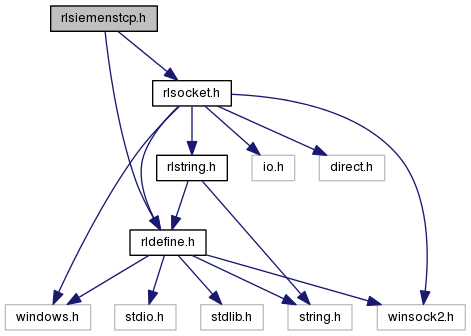 rlsiemenstcp.h
rlsocket.h
rlstring.h
io.h
direct.h
rldefine.h
windows.h
stdio.h
stdlib.h
string.h
winsock2.h